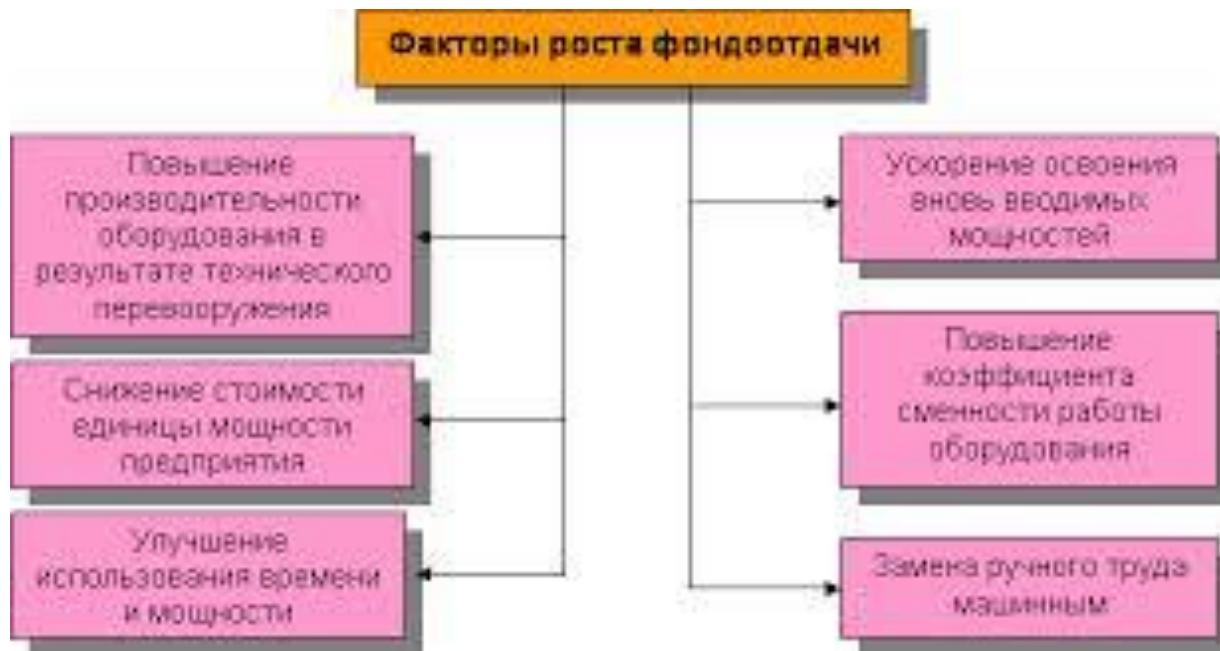 Факторы роста фондоотдачи
Повышение
производительности
оборудования в
результате технического
перевооружения
Снижение стоимости
единицы мощности
предприятия
Улучшение
использования времени
и мощности
Ускорение освоения
вновь вводимых
мощностей
Повышение
коэффициента
сменности работы
оборудования
Замена ручного труда
машинным